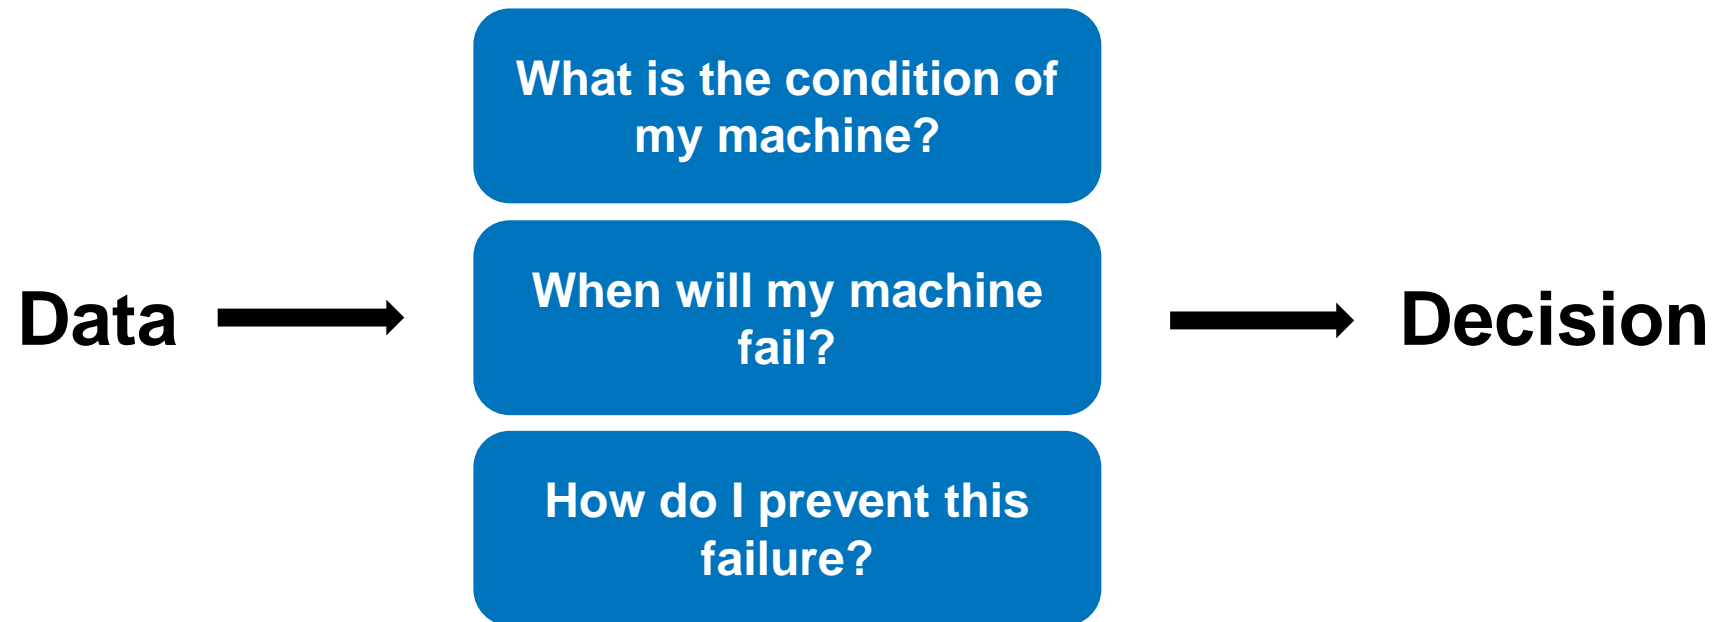 What is the condition of
my machine?
Data
When will my machine
fail?
Decision
How do I prevent this
failure?